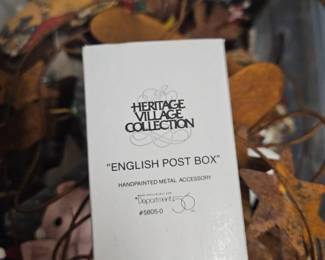 HERITAGE
VILLAGE
COLLECTION
"ENGLISH POST BOX"
HANDPAINTED METAL ACCESSORY
Department 56
#5805-0